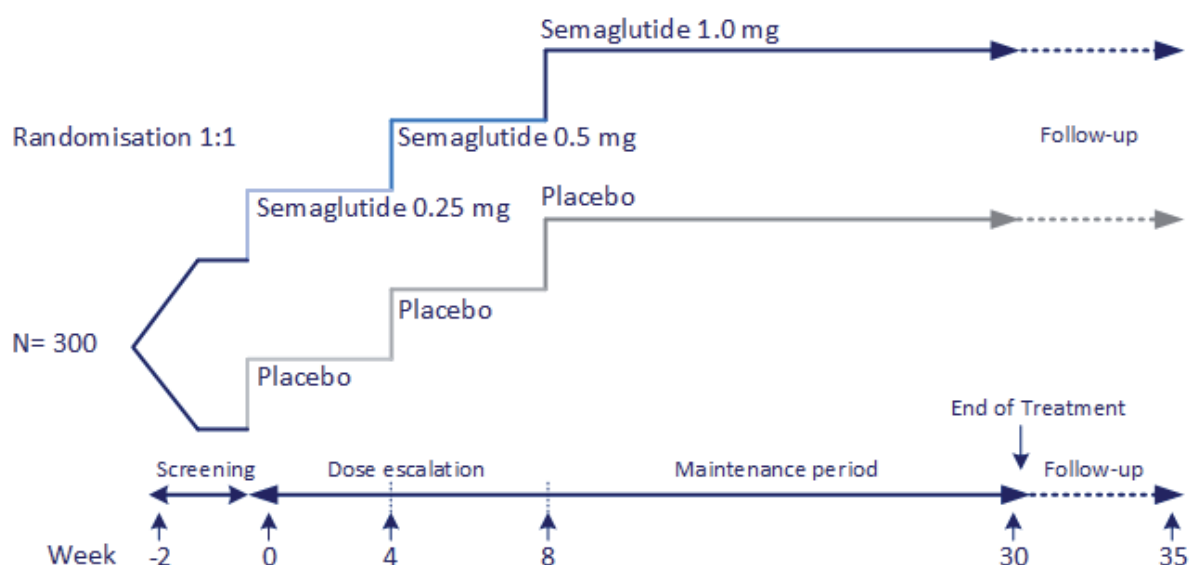 Semaglutide 1.0 mg
Randomisation 1:1
Semaglutide 0.5 mg
Follow-up
Semaglutide 0.25 mg
Placebo
Placebo
N= 300
Placebo
End of Treatment
Screening
Dose escalation
Maintenance period
Follow-up
Week -2 0 4 8 30 35